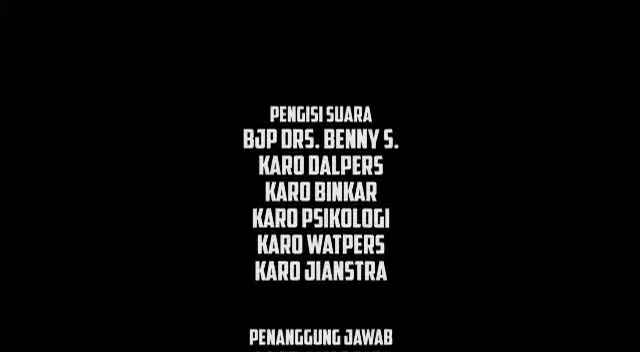 PENGISI SUARA
BJP DRS. BENNY S.
KARO DALPERS
KARO BINKAR
KARO PSIKOLOGI
KARO WATPERS
KARO JIANSTRA
PENANGGUNG JAWAB